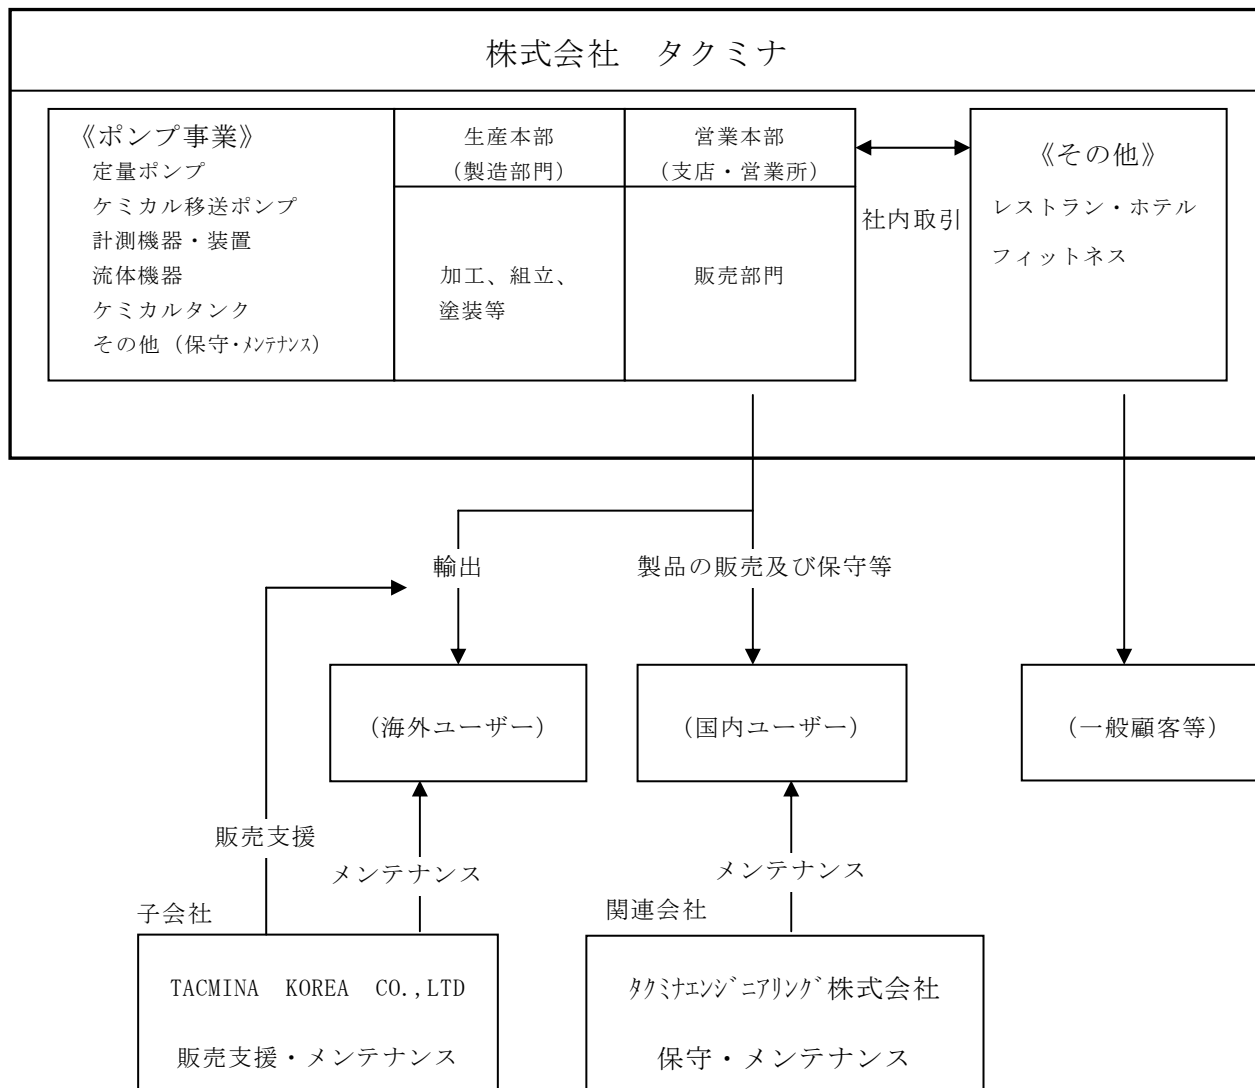 株式会社　タクミナ
《ポンプ事業》
定量ポンプ
ケミカル移送ポンプ
計測機器・装置
流体機器
ケミカルタンク
その他（保守・ﾒﾝﾃﾅﾝｽ）
生産本部
（製造部門）
加工、組立、
塗装等
営業本部
（支店・営業所）
販売部門
社内取引
《その他》
レストラン・ホテル
フィットネス
輸出
製品の販売及び保守等
（海外ユーザー）
（国内ユーザー）
（一般顧客等）
販売支援
メンテナンス
メンテナンス
子会社
関連会社
TACMINA　KOREA　CO.,LTD
販売支援・メンテナンス
ﾀｸﾐﾅｴﾝｼﾞﾆｱﾘﾝｸﾞ株式会社
保守・メンテナンス